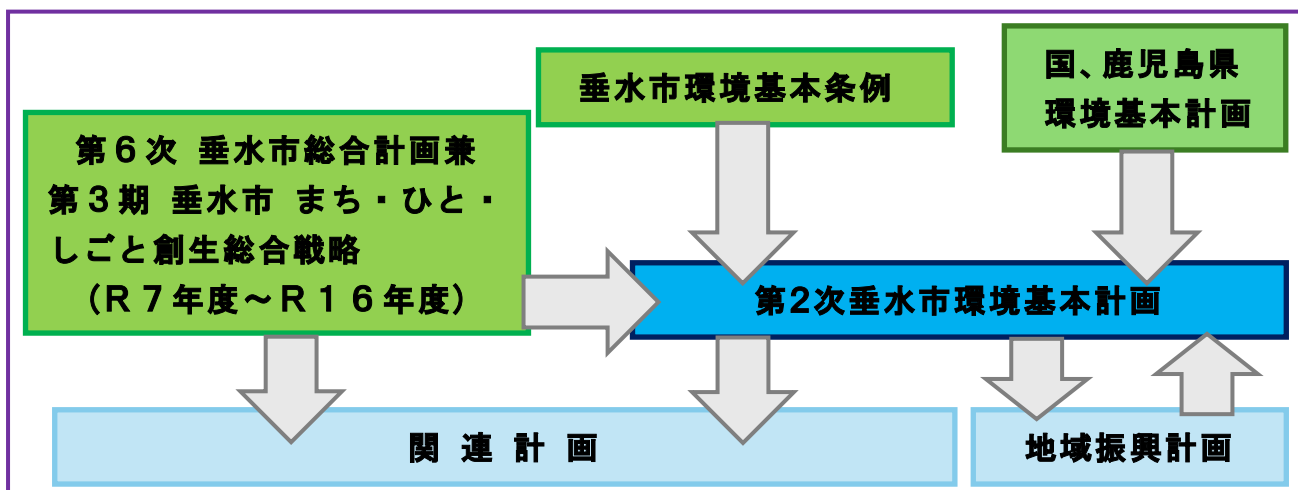 国、鹿児島県
環境基本計画
垂水市環境基本条例
第６次 垂水市総合計画兼
第３期 垂水市 まち・ひと・
しごと創生総合戦略
（Ｒ７年度～Ｒ１６年度）
第2次垂水市環境基本計画
関 連 計 画
地域振興計画